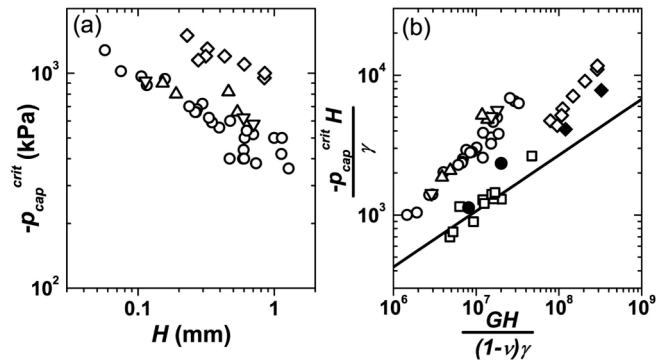 (a)
10³
10²
-p_cap^crit (kPa)
0.1
1
H (mm)
(b)
10⁴
10³
-p_cap^crit H
γ
10⁶
10⁷
10⁸
10⁹
GH
(1-ν)γ